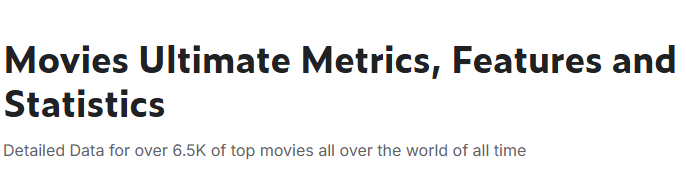 Movies Ultimate Metrics, Features and
Statistics
Detailed Data for over 6.5K of top movies all over the world of all time